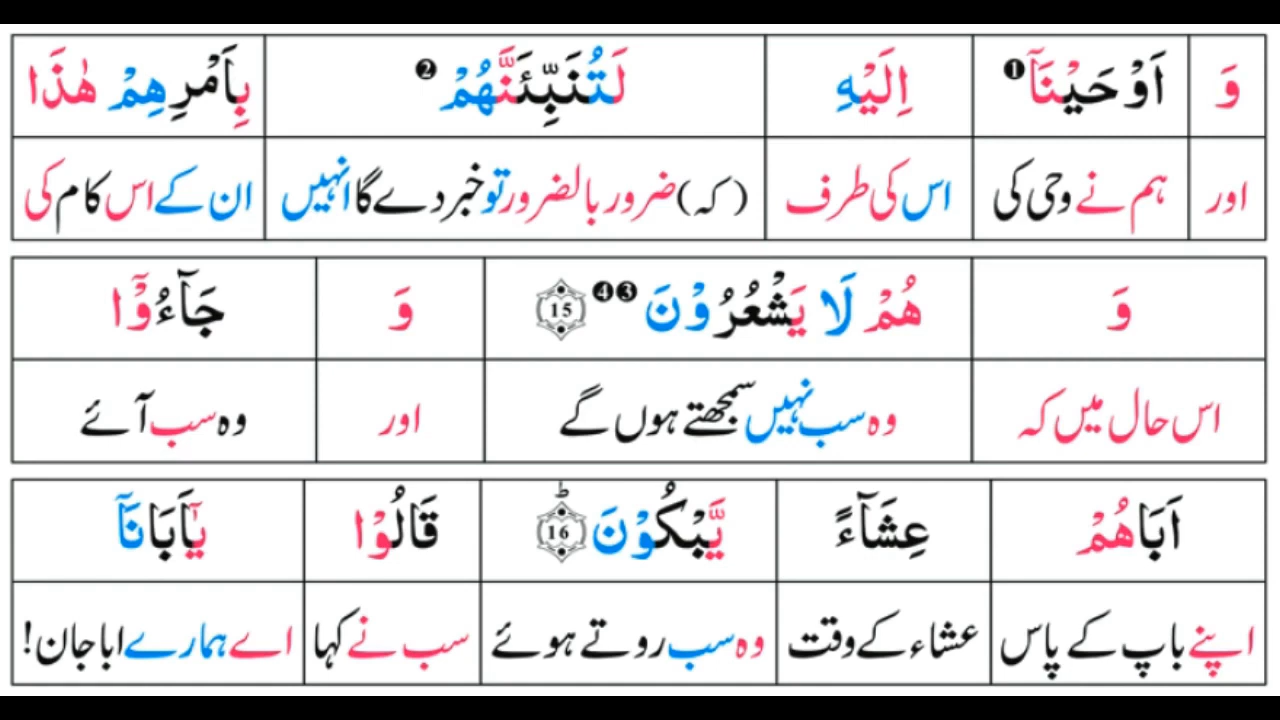 وَ اَوْحَيْنَآ ❶ اِلَيْهِ لَتُنَبِّئَنَّهُمْ ❷ بِاَمْرِهِمْ هٰذَا
اور ہم نے وحی کی اس کی طرف (کہ) ضرور بالضرور تو خبر دے گا انہیں ان کے اس کام کی
وَ هُمْ لَا يَشْعُرُوْنَ ❸❹ 15 وَ جَآءُوْٓا
اس حال میں کہ وہ سب نہیں سمجھتے ہوں گے اور وہ سب آئے
اَبَاهُمْ عِشَآءً يَّبْكُوْنَ ؕ 16 قَالُوْا يٰٓاَبَانَآ
اپنے باپ کے پاس عشاء کے وقت وہ سب روتے ہوئے سب نے کہا اے ہمارے ابا جان!